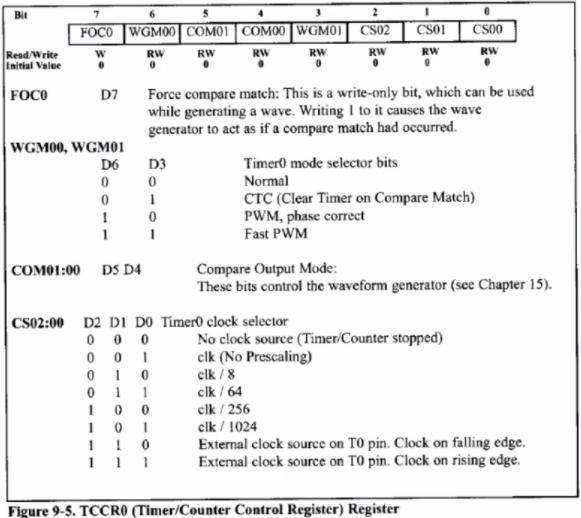 Bit 7 6 5 4 3 2 1 0
FOC0 WGM00 COM01 COM00 WGM01 CS02 CS01 CS00
Read/Write W RW RW RW RW RW RW RW
Initial Value 0 0 0 0 0 0 0 0
FOC0 D7 Force compare match: This is a write-only bit, which can be used
while generating a wave. Writing 1 to it causes the wave
generator to act as if a compare match had occurred.
WGM00, WGM01
D6 D3 Timer0 mode selector bits
0 0 Normal
0 1 CTC (Clear Timer on Compare Match)
1 0 PWM, phase correct
1 1 Fast PWM
COM01:00 D5 D4 Compare Output Mode:
These bits control the waveform generator (see Chapter 15).
CS02:00 D2 D1 D0 Timer0 clock selector
0 0 0 No clock source (Timer/Counter stopped)
0 0 1 clk (No Prescaling)
0 1 0 clk / 8
0 1 1 clk / 64
1 0 0 clk / 256
1 0 1 clk / 1024
1 1 0 External clock source on T0 pin. Clock on falling edge.
1 1 1 External clock source on T0 pin. Clock on rising edge.
Figure 9-5. TCCR0 (Timer/Counter Control Register) Register